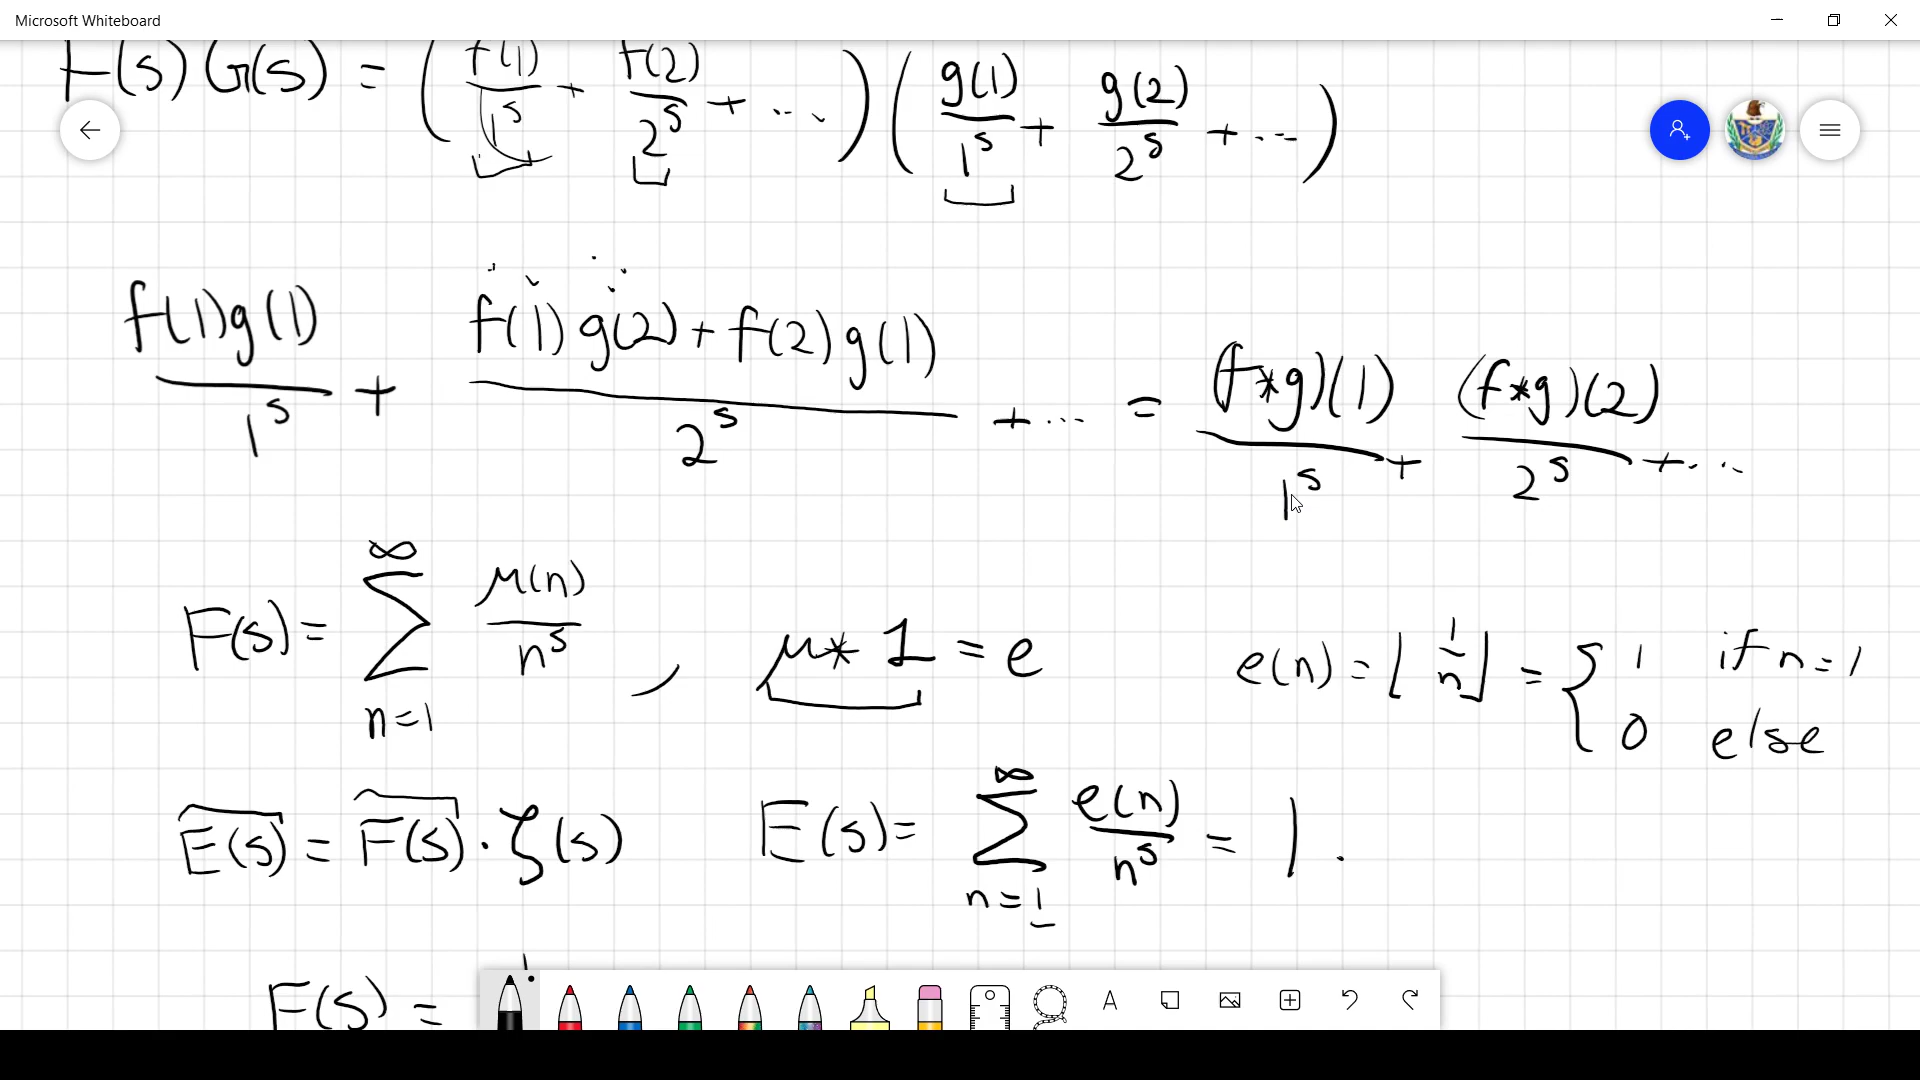 Microsoft Whiteboard
F(s) G(s) = ( f(1)/1^s + f(2)/2^s + ... ) ( g(1)/1^s + g(2)/2^s + ... )
f(1)g(1)/1^s + (f(1)g(2) + f(2)g(1))/2^s + ... = (f*g)(1)/1^s + (f*g)(2)/2^s + ...
F(s) = ∑_{n=1}^{∞} μ(n)/n^s , μ * 1 = e e(n) = ⌊1/n⌋ = { 1 if n=1
0 else
E(s) = F(s) · ζ(s) E(s) = ∑_{n=1}^{∞} e(n)/n^s = 1 .
F(s) =